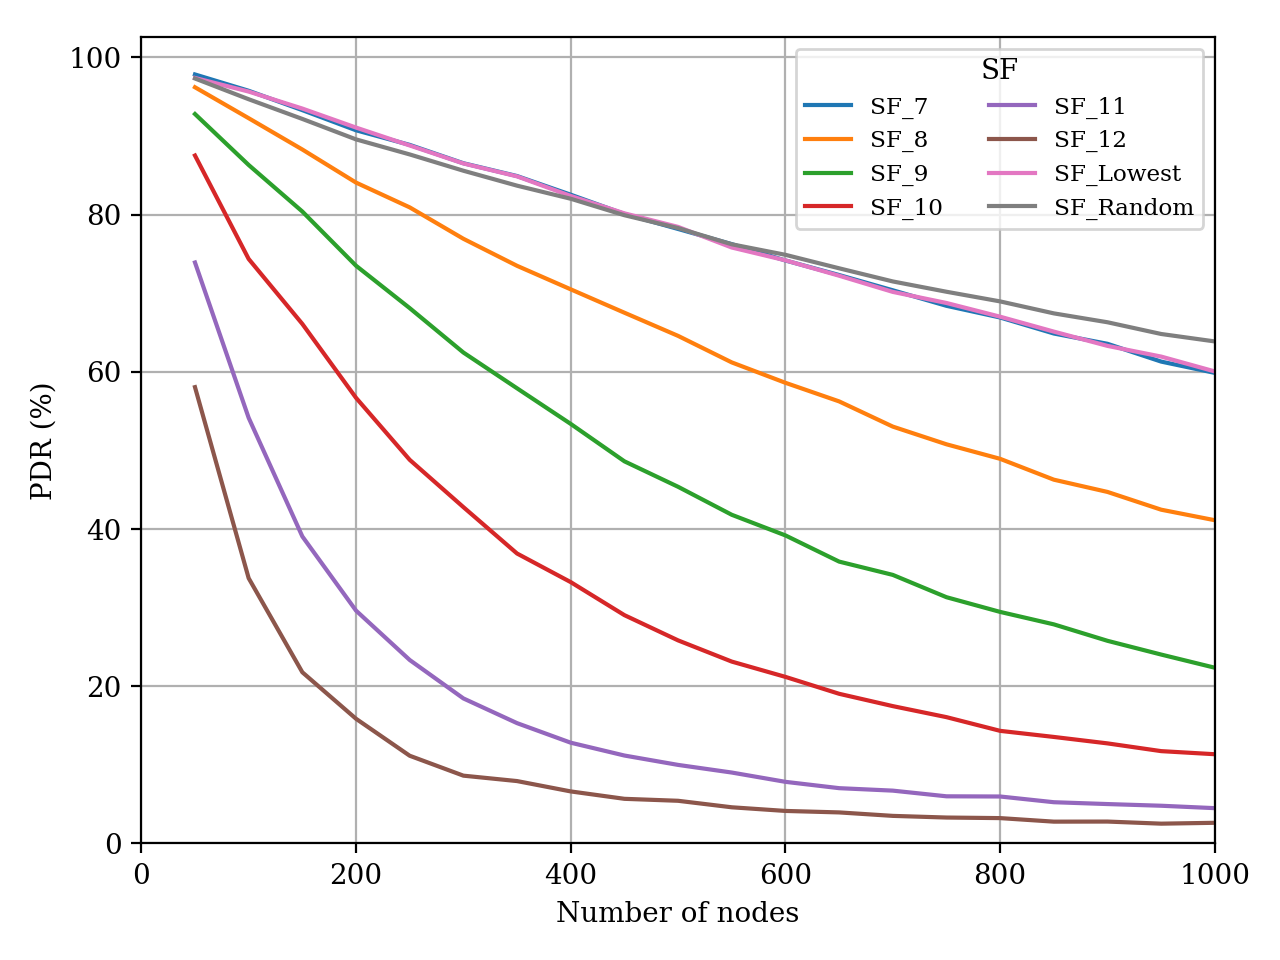 SF
SF_7
SF_8
SF_9
SF_10
SF_11
SF_12
SF_Lowest
SF_Random
PDR (%)
100
80
60
40
20
0
0 200 400 600 800 1000
Number of nodes